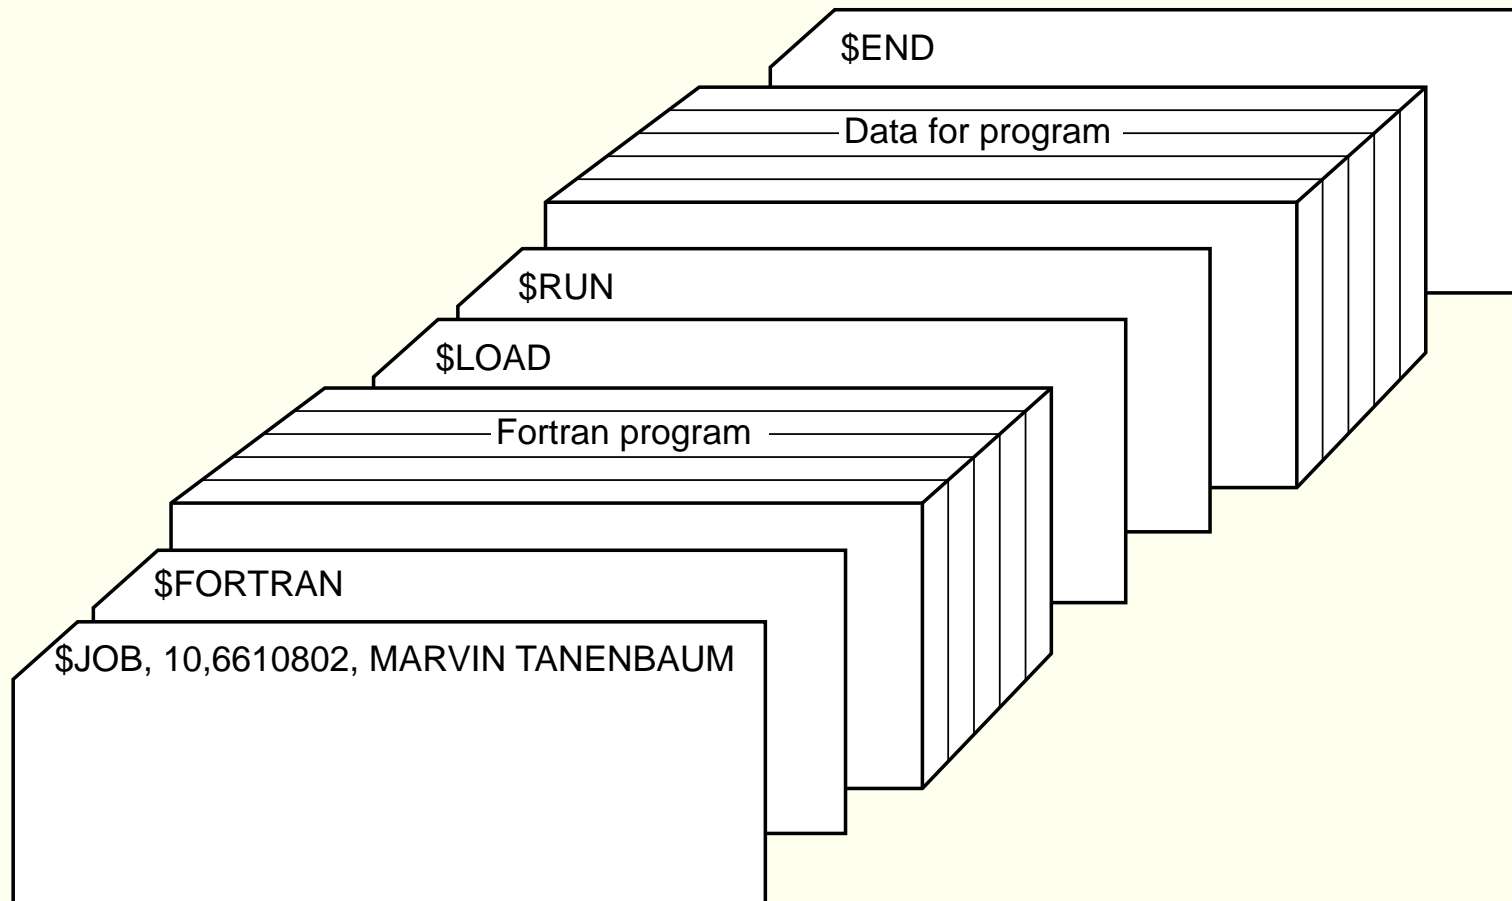 $END
Data for program
$RUN
$LOAD
Fortran program
$FORTRAN
$JOB, 10,6610802, MARVIN TANENBAUM